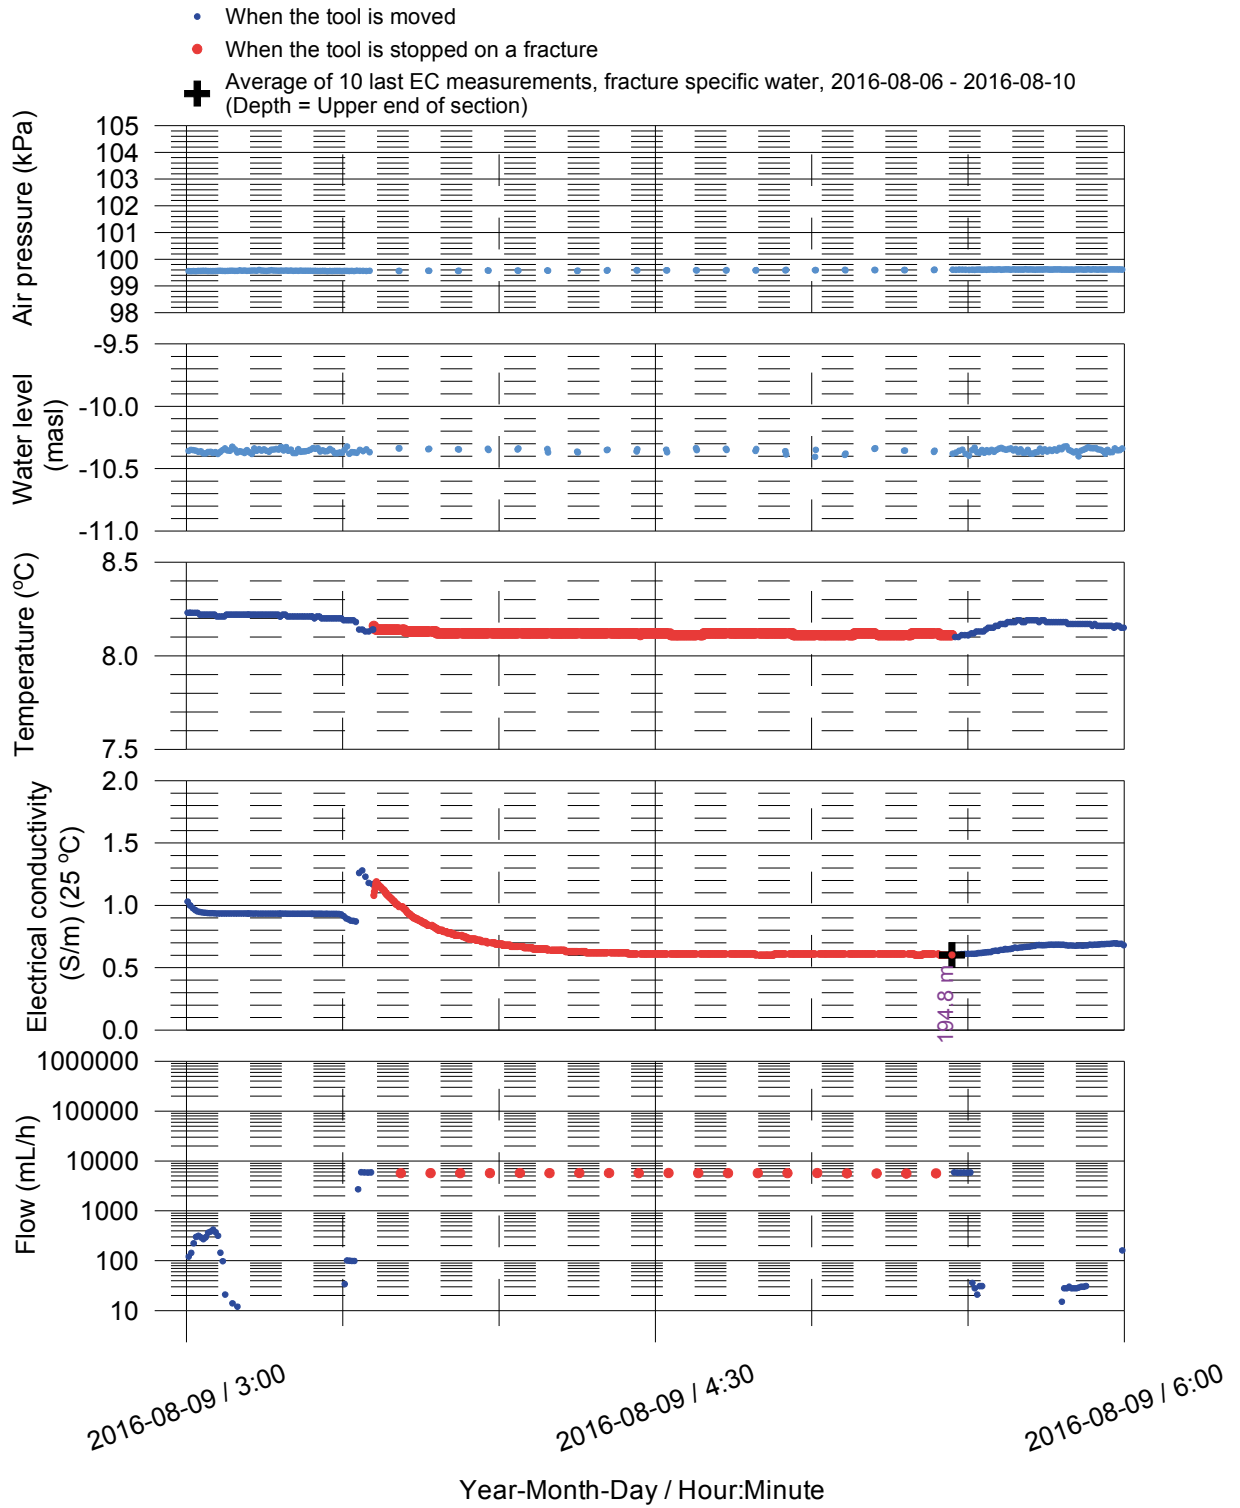 When the tool is moved
When the tool is stopped on a fracture
Average of 10 last EC measurements, fracture specific water, 2016-08-06 - 2016-08-10
(Depth = Upper end of section)
Air pressure (kPa)
105
104
103
102
101
100
99
98
Water level
(masl)
-9.5
-10.0
-10.5
-11.0
Temperature (°C)
8.5
8.0
7.5
Electrical conductivity
(S/m) (25 °C)
2.0
1.5
1.0
0.5
0.0
194.8 m
Flow (mL/h)
1000000
100000
10000
1000
100
10
2016-08-09 / 3:00
2016-08-09 / 4:30
2016-08-09 / 6:00
Year-Month-Day / Hour:Minute